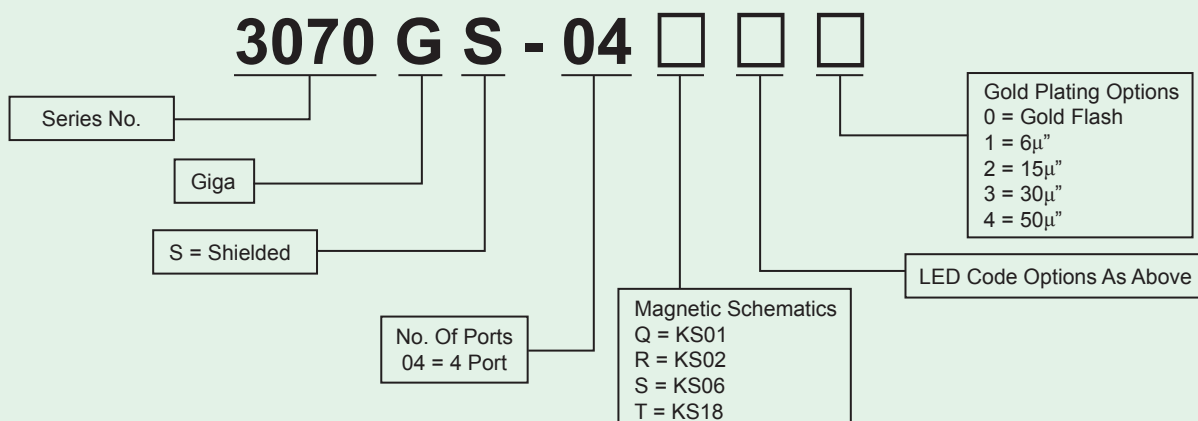 3070 G S - 04 □ □ □
Series No.
Giga
S = Shielded
No. Of Ports
04 = 4 Port
Magnetic Schematics
Q = KS01
R = KS02
S = KS06
T = KS18
LED Code Options As Above
Gold Plating Options
0 = Gold Flash
1 = 6μ”
2 = 15μ”
3 = 30μ”
4 = 50μ”